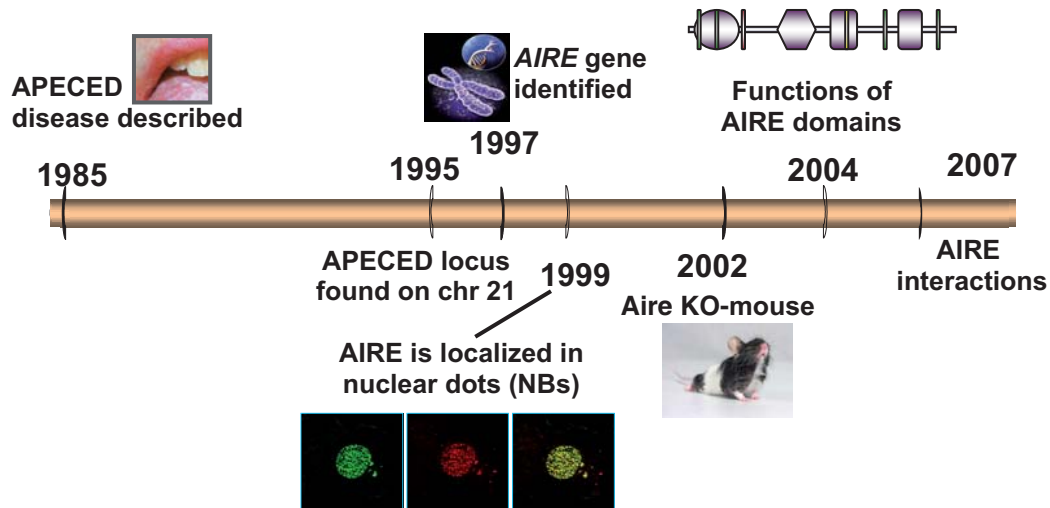 APECED
disease described
1985
1995
APECED locus
found on chr 21
AIRE gene
identified
1997
1999
AIRE is localized in
nuclear dots (NBs)
2002
Aire KO-mouse
Functions of
AIRE domains
2004
2007
AIRE
interactions